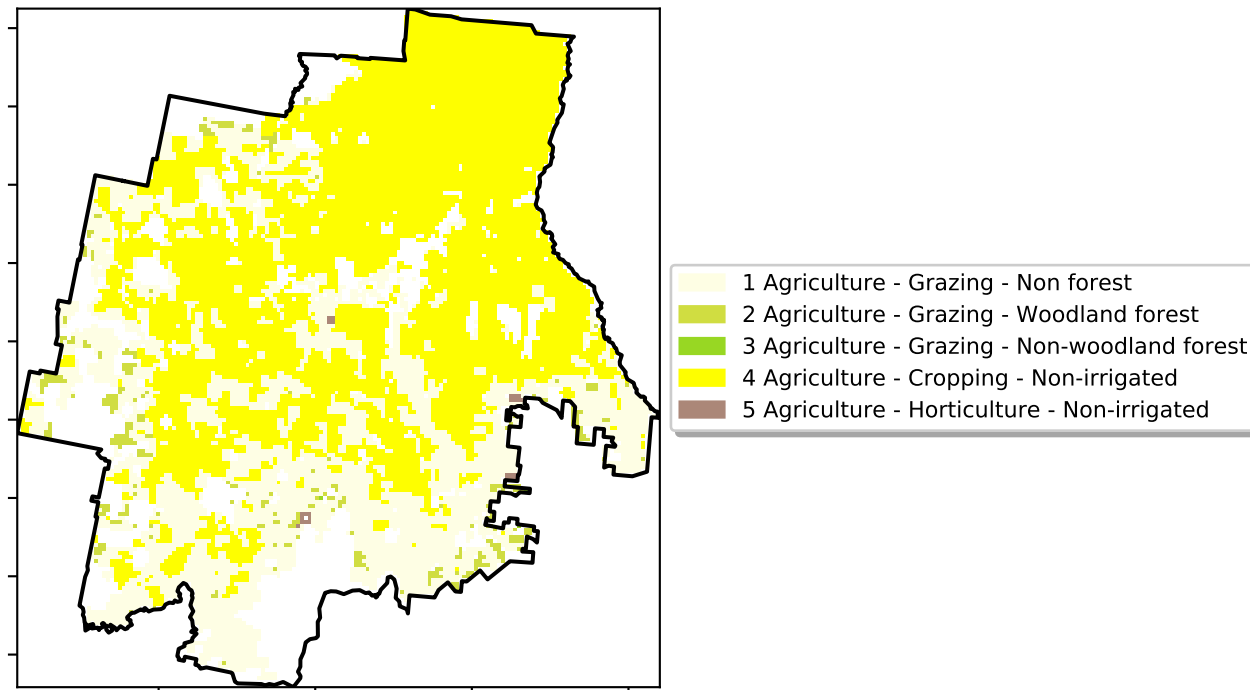 1 Agriculture - Grazing - Non forest
2 Agriculture - Grazing - Woodland forest
3 Agriculture - Grazing - Non-woodland forest
4 Agriculture - Cropping - Non-irrigated
5 Agriculture - Horticulture - Non-irrigated